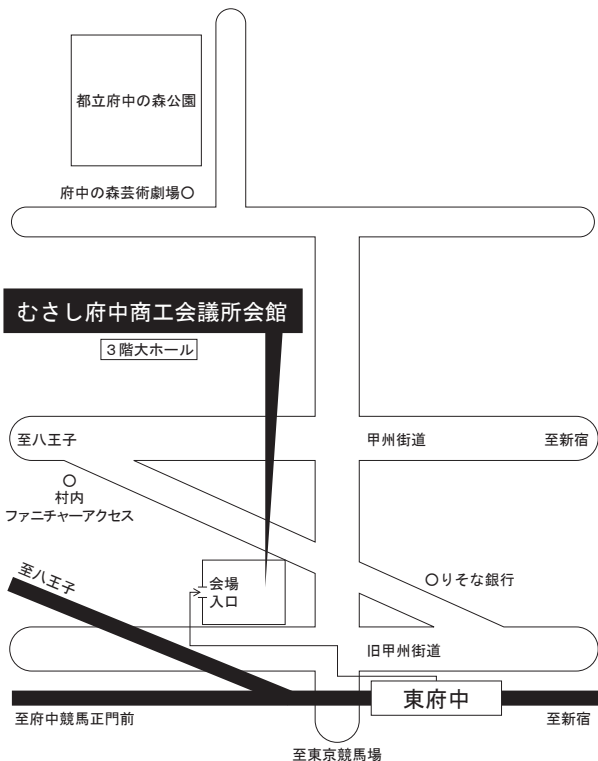 都立府中の森公園
府中の森芸術劇場○
むさし府中商工会議所会館
３階大ホール
至八王子
甲州街道
至新宿
○
村内
ファニチャーアクセス
至八王子
会場
入口
○りそな銀行
旧甲州街道
東府中
至府中競馬正門前
至新宿
至東京競馬場